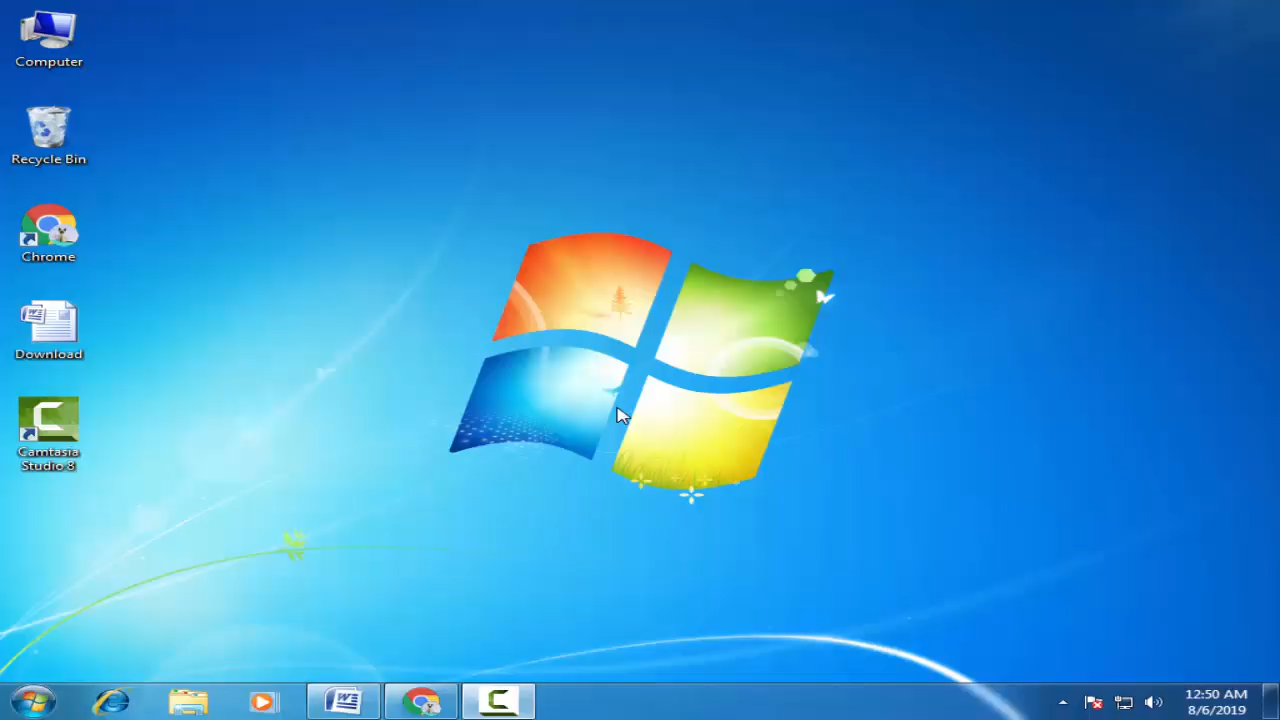 Computer
Recycle Bin
Chrome
Download
Camtasia
Studio 8
12:50 AM
8/6/2019